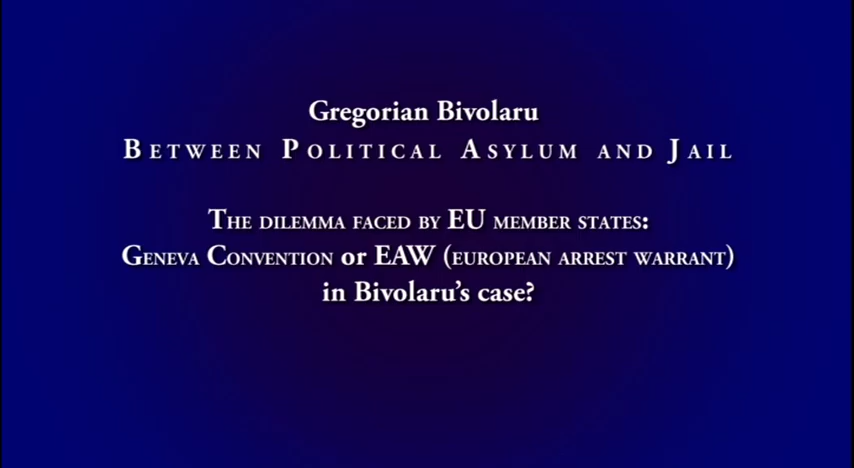 Gregorian Bivolaru
Between Political Asylum and Jail
The dilemma faced by EU member states:
Geneva Convention or EAW (european arrest warrant)
in Bivolaru's case?